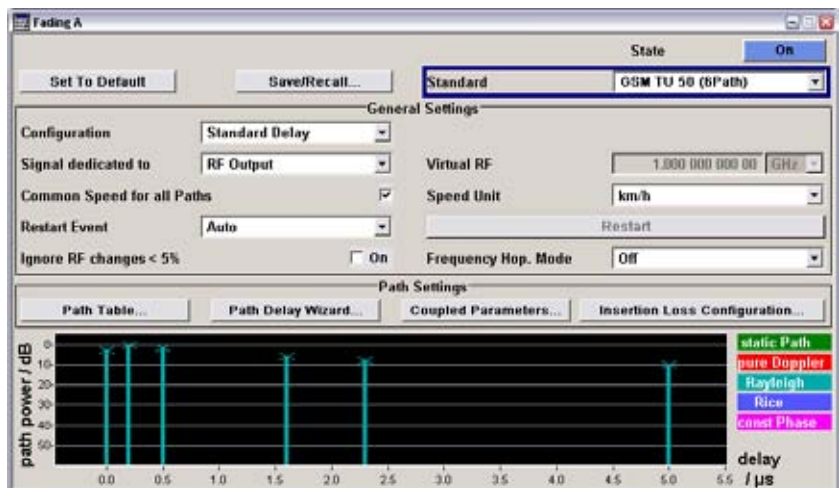 Fading A
State On
Set To Default Save/Recall... Standard GSM TU 50 (6Path)
General Settings
Configuration Standard Delay
Signal dedicated to RF Output Virtual RF 1.000 000 000 00 GHz
Common Speed for all Paths Speed Unit km/h
Restart Event Auto Restart
Ignore RF changes < 5% On Frequency Hop. Mode Off
Path Settings
Path Table... Path Delay Wizard... Coupled Parameters... Insertion Loss Configuration...
path power / dB
0
10
20
30
40
50
static Path
pure Doppler
Rayleigh
Rice
const Phase
0.0 0.5 1.0 1.5 2.0 2.5 3.0 3.5 4.0 4.5 5.0 5.5
delay
/ µs